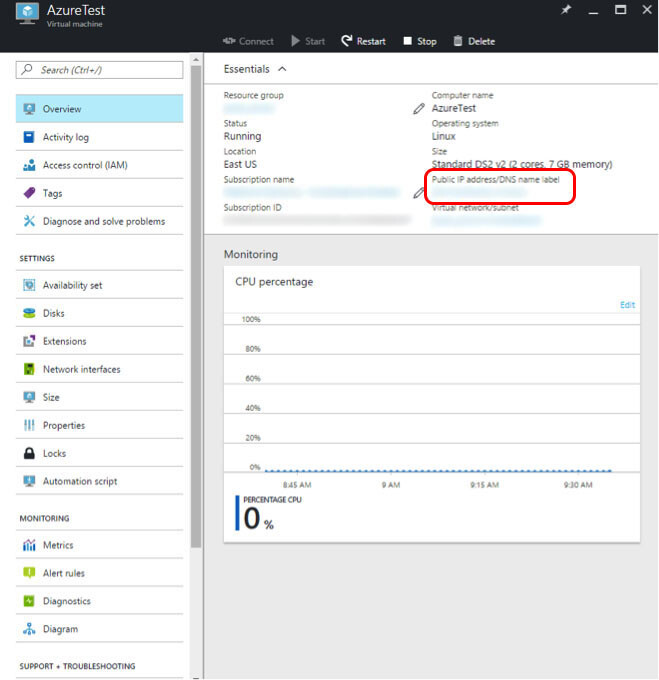 AzureTest
Virtual machine
Connect Start Restart Stop Delete
Search (Ctrl+/)
Overview
Activity log
Access control (IAM)
Tags
Diagnose and solve problems
SETTINGS
Availability set
Disks
Extensions
Network interfaces
Size
Properties
Locks
Automation script
MONITORING
Metrics
Alert rules
Diagnostics
Diagram
SUPPORT + TROUBLESHOOTING
Essentials
Resource group
Computer name
AzureTest
Status
Operating system
Running
Linux
Location
Size
East US
Standard DS2 v2 (2 cores, 7 GB memory)
Subscription name
Public IP address/DNS name label
Subscription ID
Virtual network/subnet
Monitoring
CPU percentage
Edit
100%
80%
60%
40%
20%
0%
8:45 AM 9 AM 9:15 AM 9:30 AM
PERCENTAGE CPU
0 %